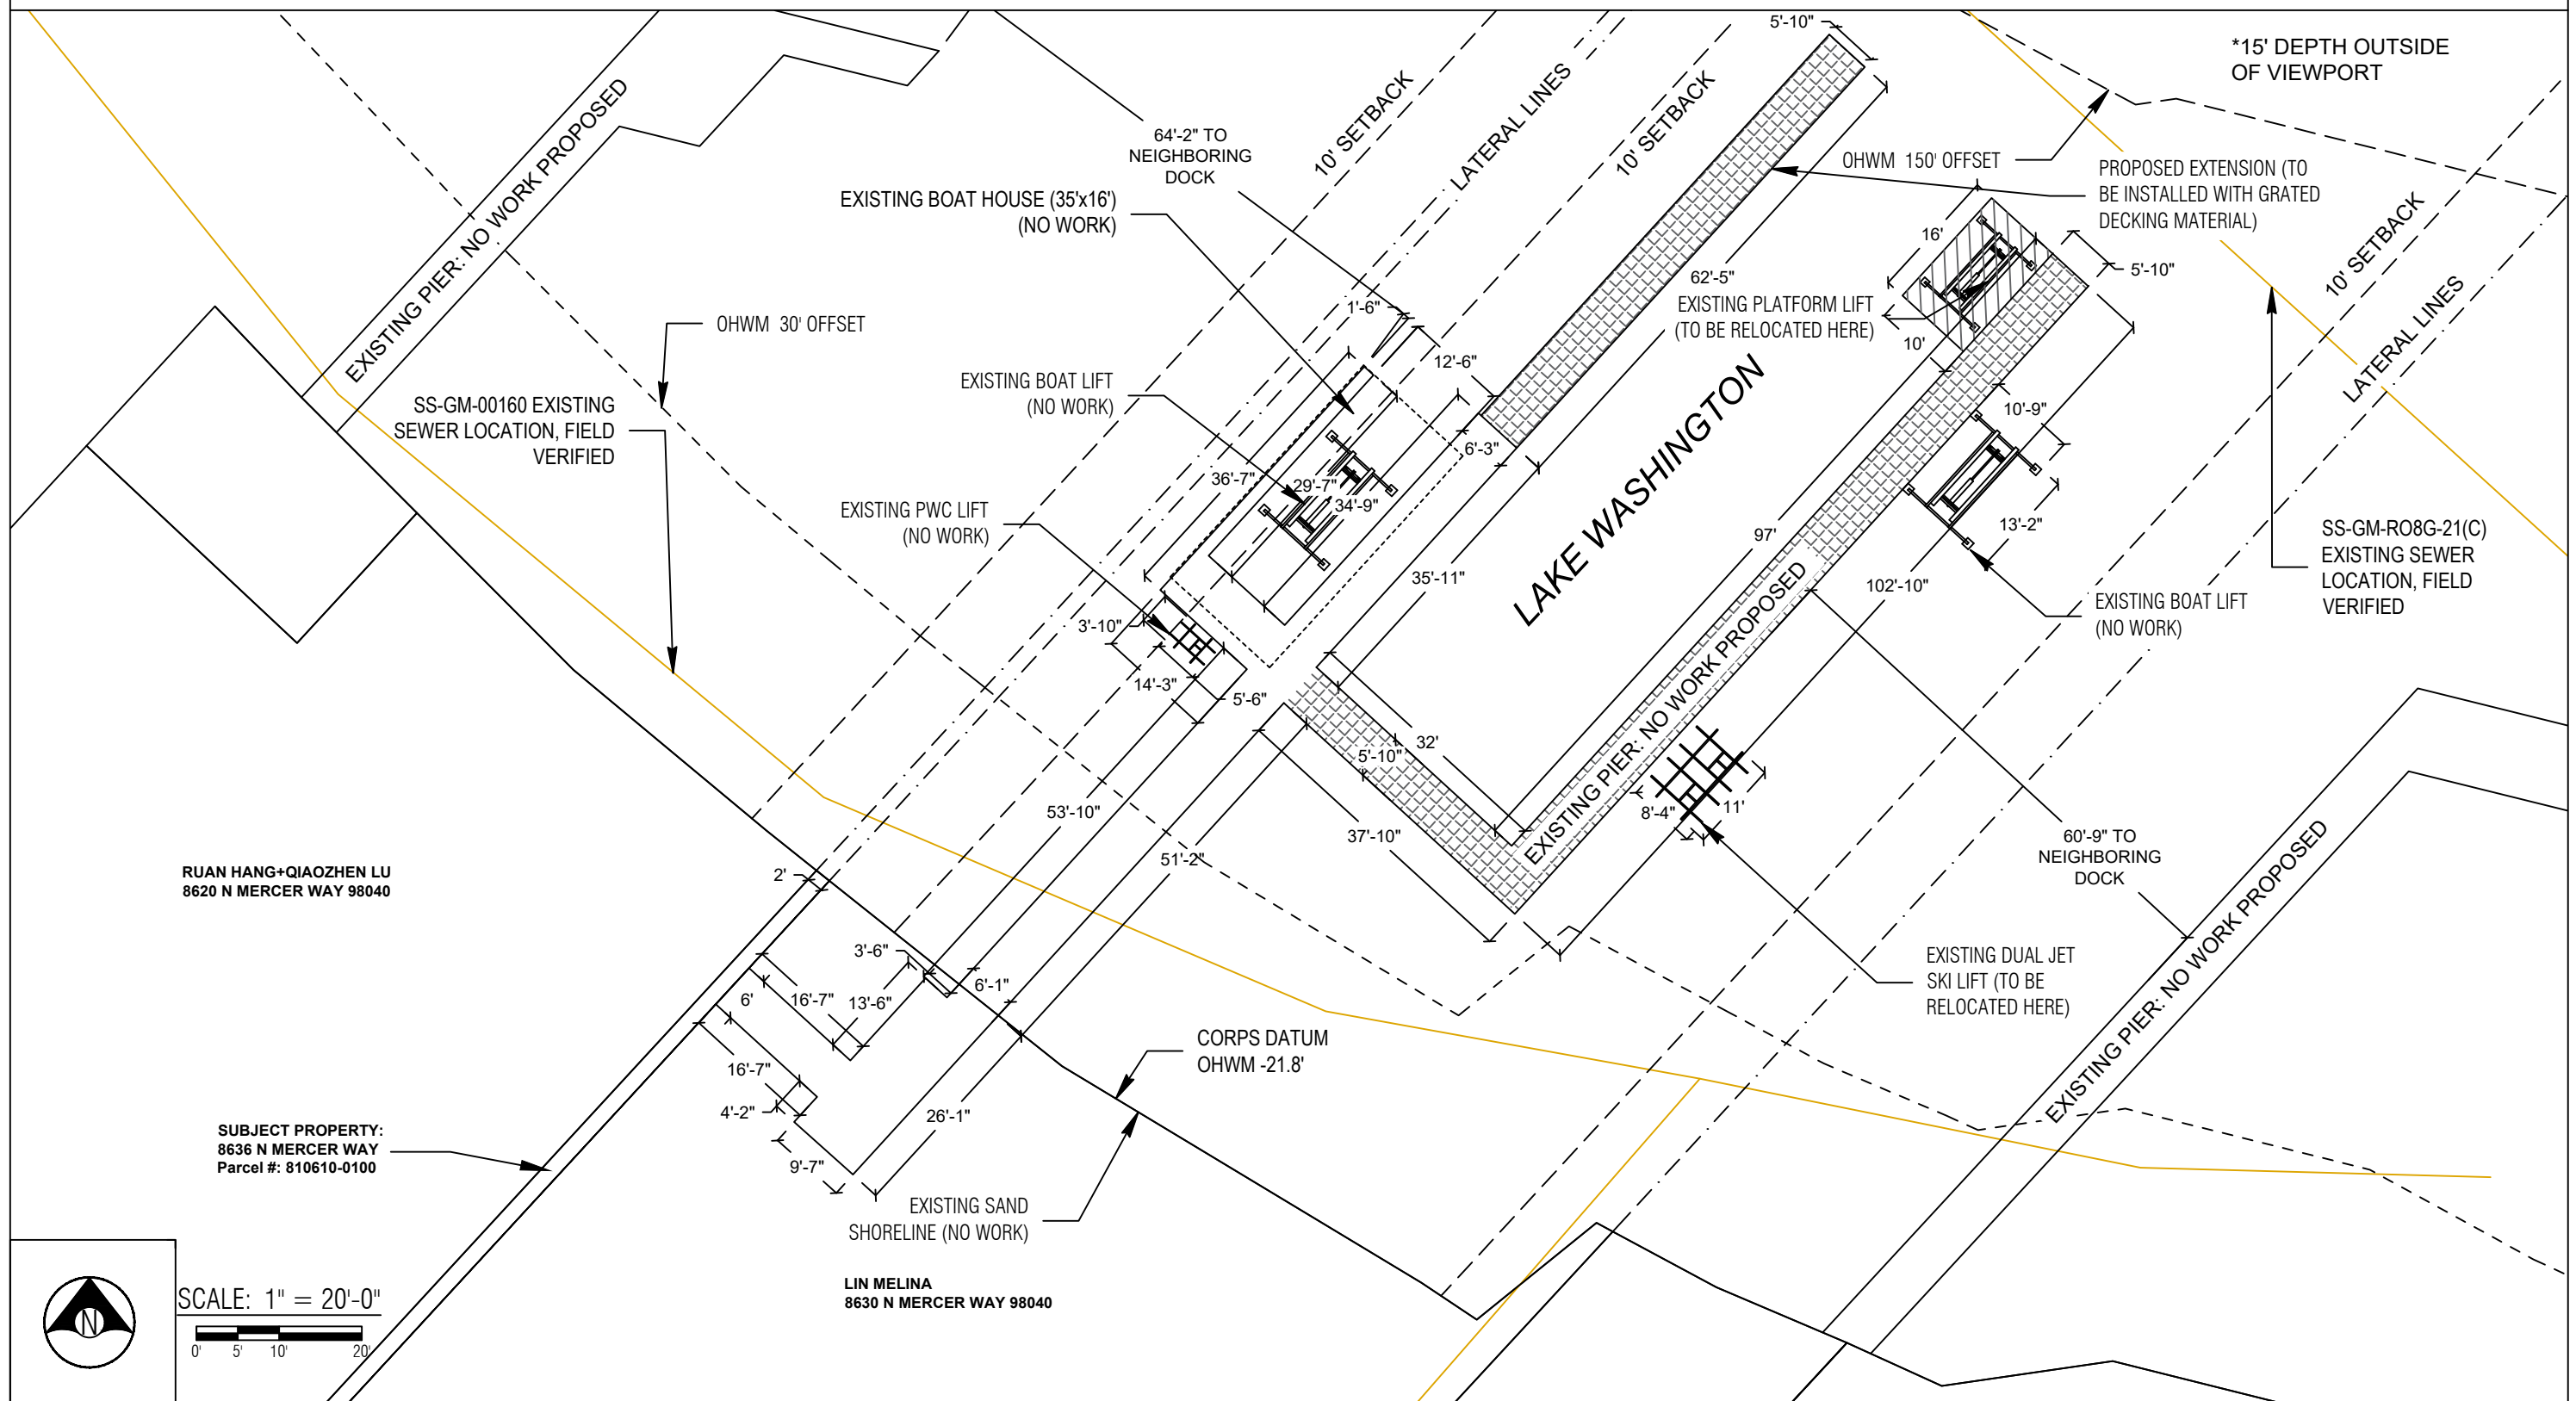 5'-10"
*15' DEPTH OUTSIDE
OF VIEWPORT
EXISTING PIER: NO WORK PROPOSED
10' SETBACK
LATERAL LINES
10' SETBACK
64'-2" TO
NEIGHBORING
DOCK
OHWM 150' OFFSET
PROPOSED EXTENSION (TO
BE INSTALLED WITH GRATED
DECKING MATERIAL)
EXISTING BOAT HOUSE (35'x16')
(NO WORK)
16'
10' SETBACK
LATERAL LINES
5'-10"
62'-5"
EXISTING PLATFORM LIFT
(TO BE RELOCATED HERE)
10'
1'-6"
OHWM 30' OFFSET
12'-6"
EXISTING BOAT LIFT
(NO WORK)
SS-GM-00160 EXISTING
SEWER LOCATION, FIELD
VERIFIED
10'-9"
6'-3"
LAKE WASHINGTON
36'-7"
29'-7"
34'-9"
EXISTING PWC LIFT
(NO WORK)
13'-2"
SS-GM-RO8G-21(C)
EXISTING SEWER
LOCATION, FIELD
VERIFIED
97'
35'-11"
102'-10"
EXISTING BOAT LIFT
(NO WORK)
3'-10"
14'-3"
5'-6"
EXISTING PIER: NO WORK PROPOSED
32'
5'-10"
8'-4"
11'
53'-10"
37'-10"
51'-2"
60'-9" TO
NEIGHBORING
DOCK
EXISTING PIER: NO WORK PROPOSED
RUAN HANG+QIAOZHEN LU
8620 N MERCER WAY 98040
2'
3'-6"
6'-1"
6'
16'-7"
13'-6"
EXISTING DUAL JET
SKI LIFT (TO BE
RELOCATED HERE)
CORPS DATUM
OHWM -21.8'
16'-7"
4'-2"
26'-1"
9'-7"
SUBJECT PROPERTY:
8636 N MERCER WAY
Parcel #: 810610-0100
EXISTING SAND
SHORELINE (NO WORK)
LIN MELINA
8630 N MERCER WAY 98040
N
SCALE: 1" = 20'-0"
0' 5' 10' 20'